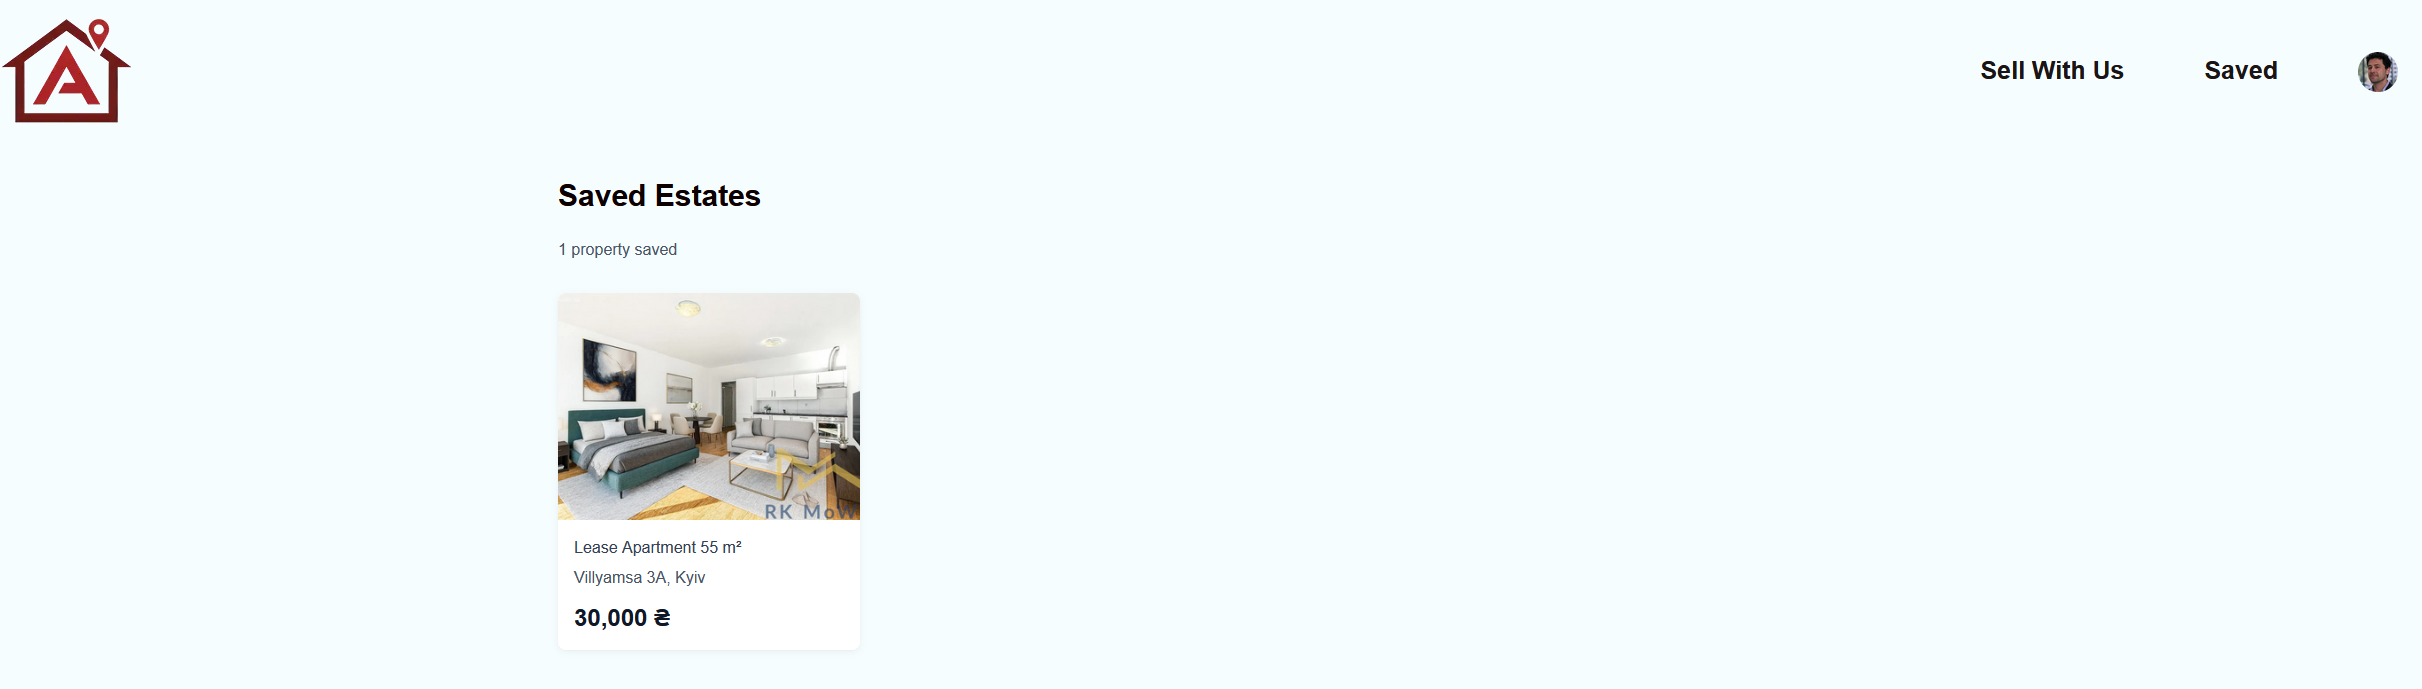 A
Sell With Us
Saved
Saved Estates
1 property saved
RK MoW
Lease Apartment 55 m²
Villyamsa 3A, Kyiv
30,000 ₴